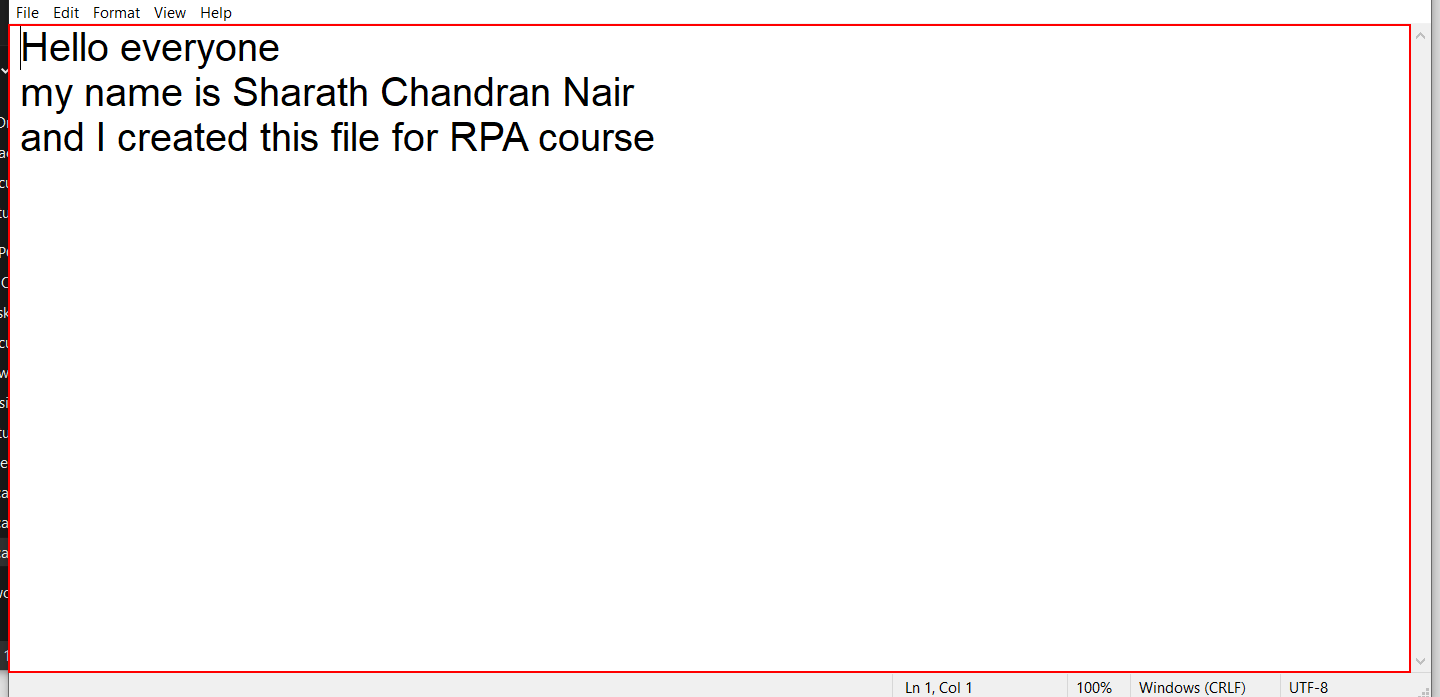 File Edit Format View Help
Hello everyone
my name is Sharath Chandran Nair
and I created this file for RPA course
Ln 1, Col 1 100% Windows (CRLF) UTF-8